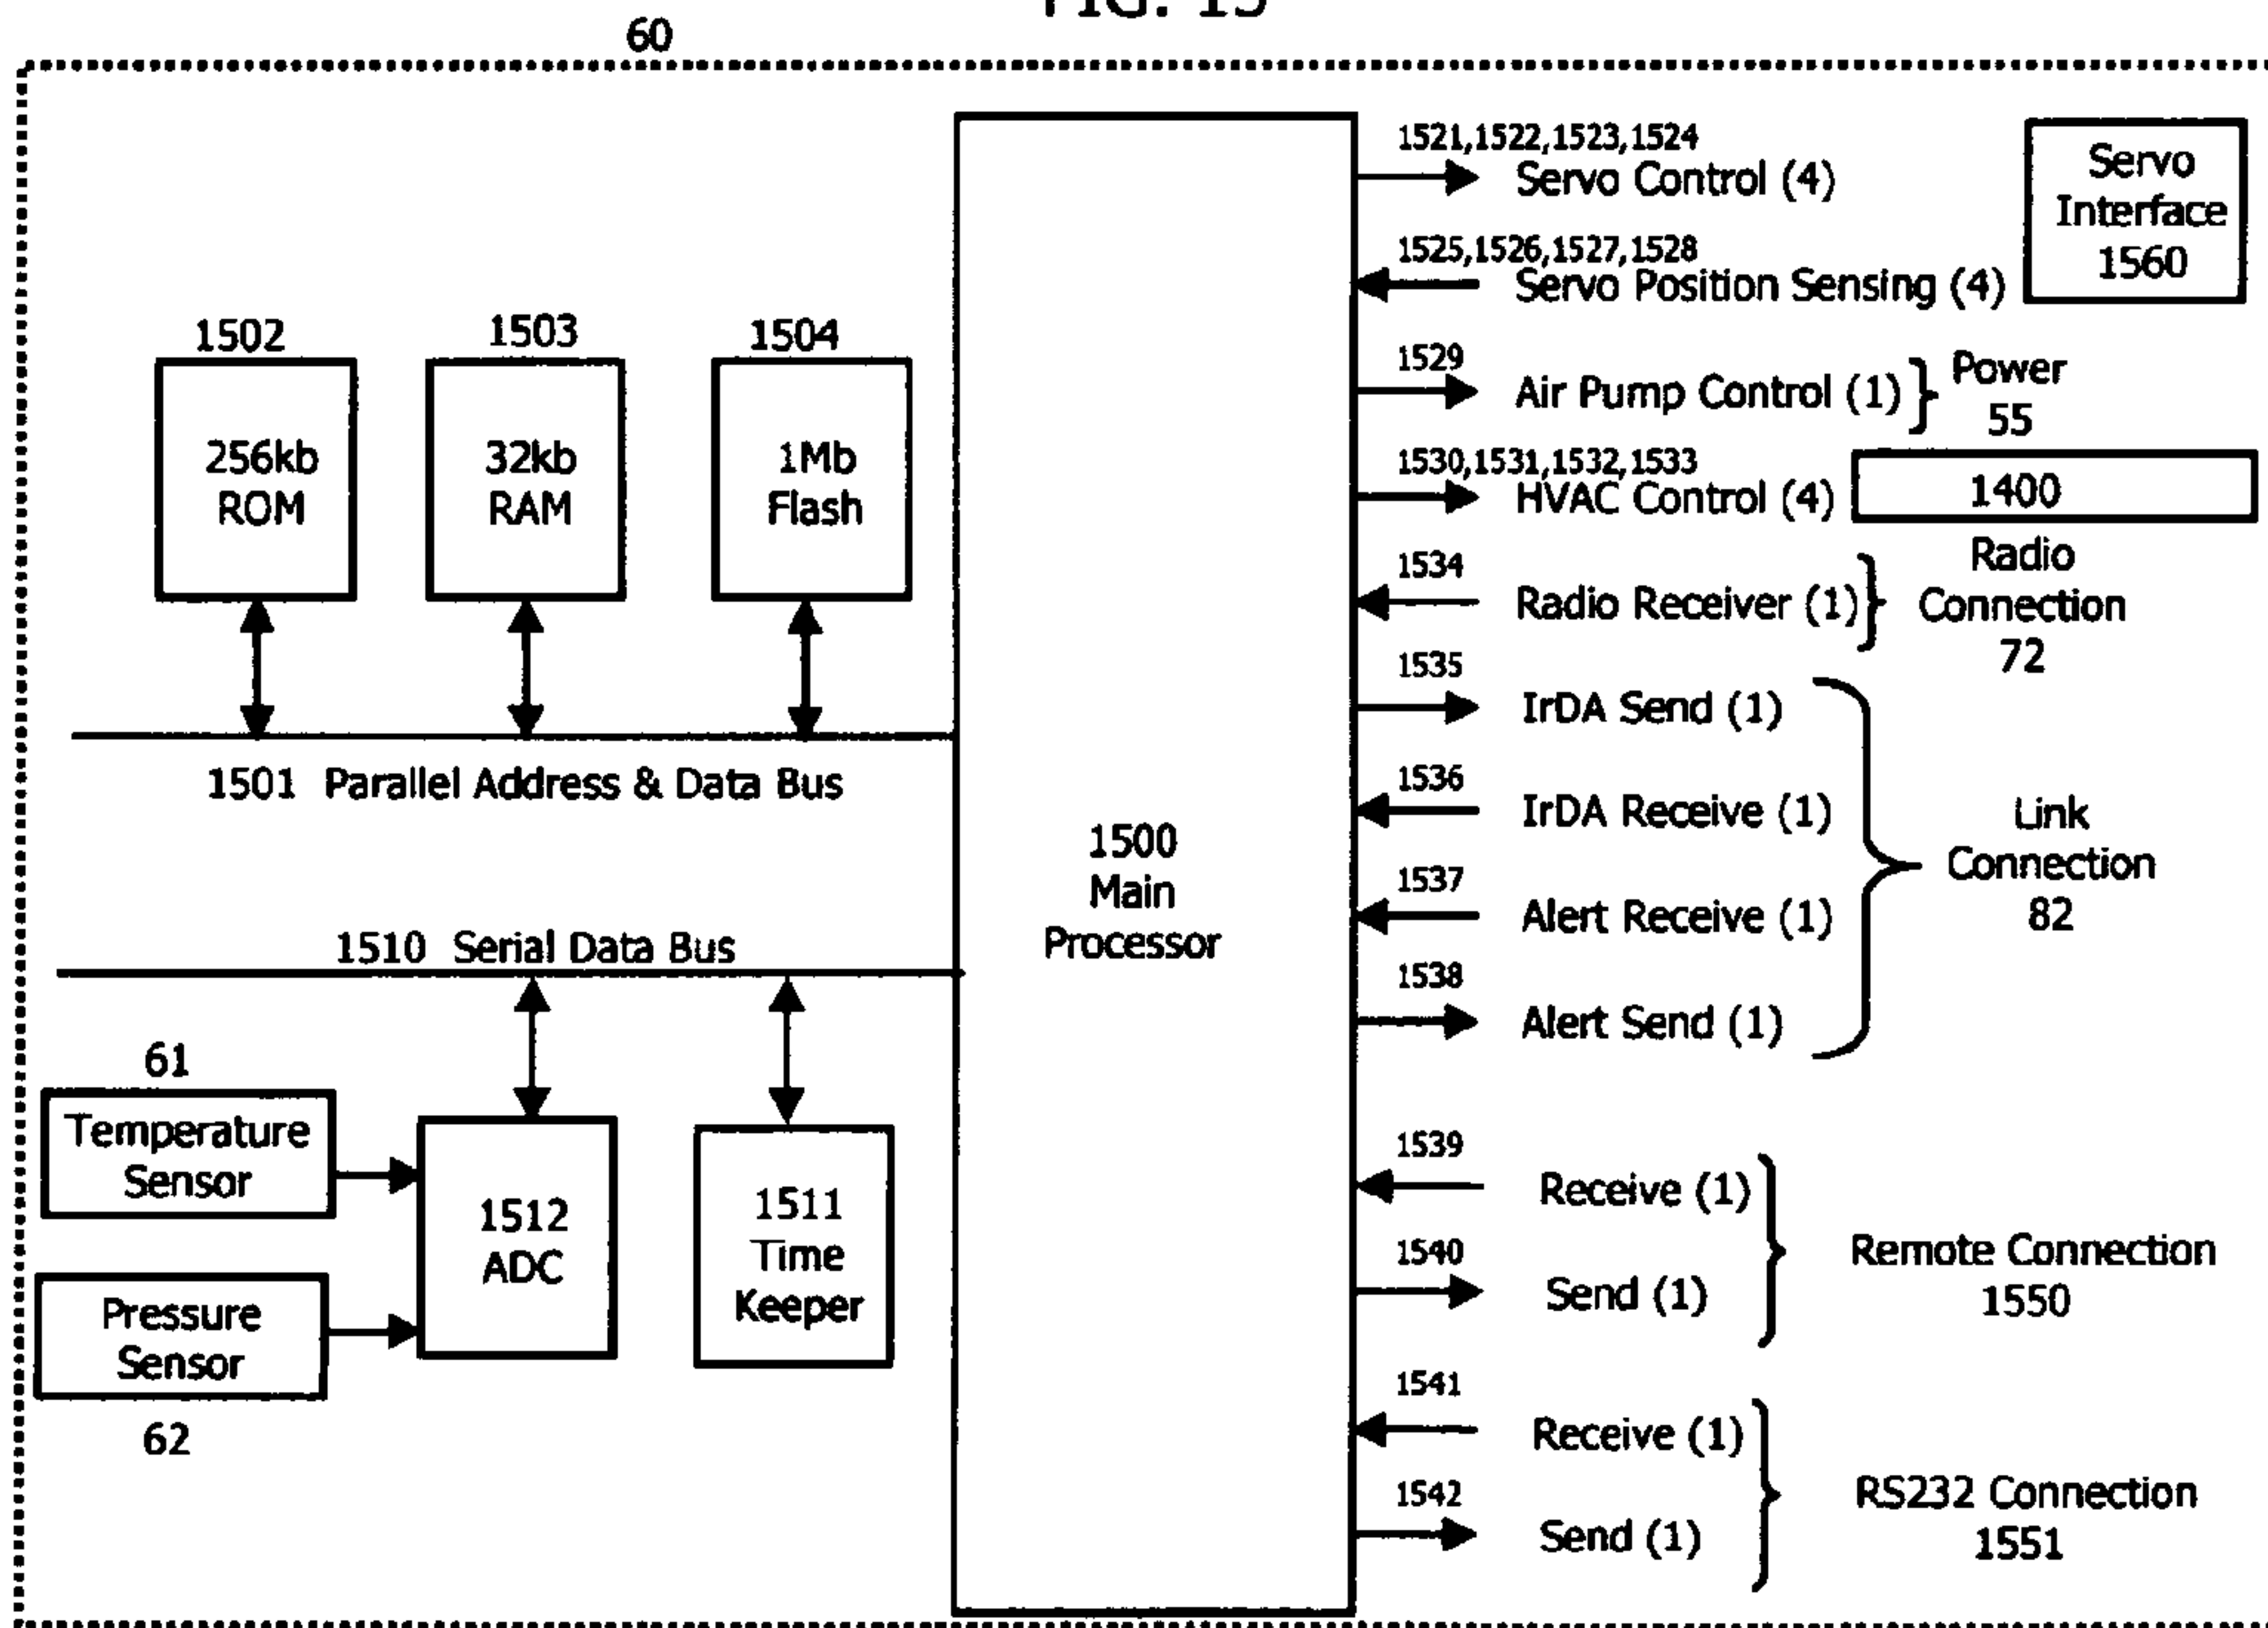 FIG. 15
60
1502
1503
1504
256kb
ROM
32kb
RAM
1Mb
Flash
1501 Parallel Address & Data Bus
1510 Serial Data Bus
61
Temperature
Sensor
Pressure
Sensor
62
1512
ADC
1511
Time
Keeper
1500
Main
Processor
1521,1522,1523,1524
Servo Control (4)
1525,1526,1527,1528
Servo Position Sensing (4)
Servo
Interface
1560
1529
Air Pump Control (1)
Power
55
1530,1531,1532,1533
HVAC Control (4)
1400
1534
Radio Receiver (1)
Radio
Connection
72
1535
IrDA Send (1)
1536
IrDA Receive (1)
1537
Alert Receive (1)
1538
Alert Send (1)
Link
Connection
82
1539
Receive (1)
1540
Send (1)
Remote Connection
1550
1541
Receive (1)
1542
Send (1)
RS232 Connection
1551